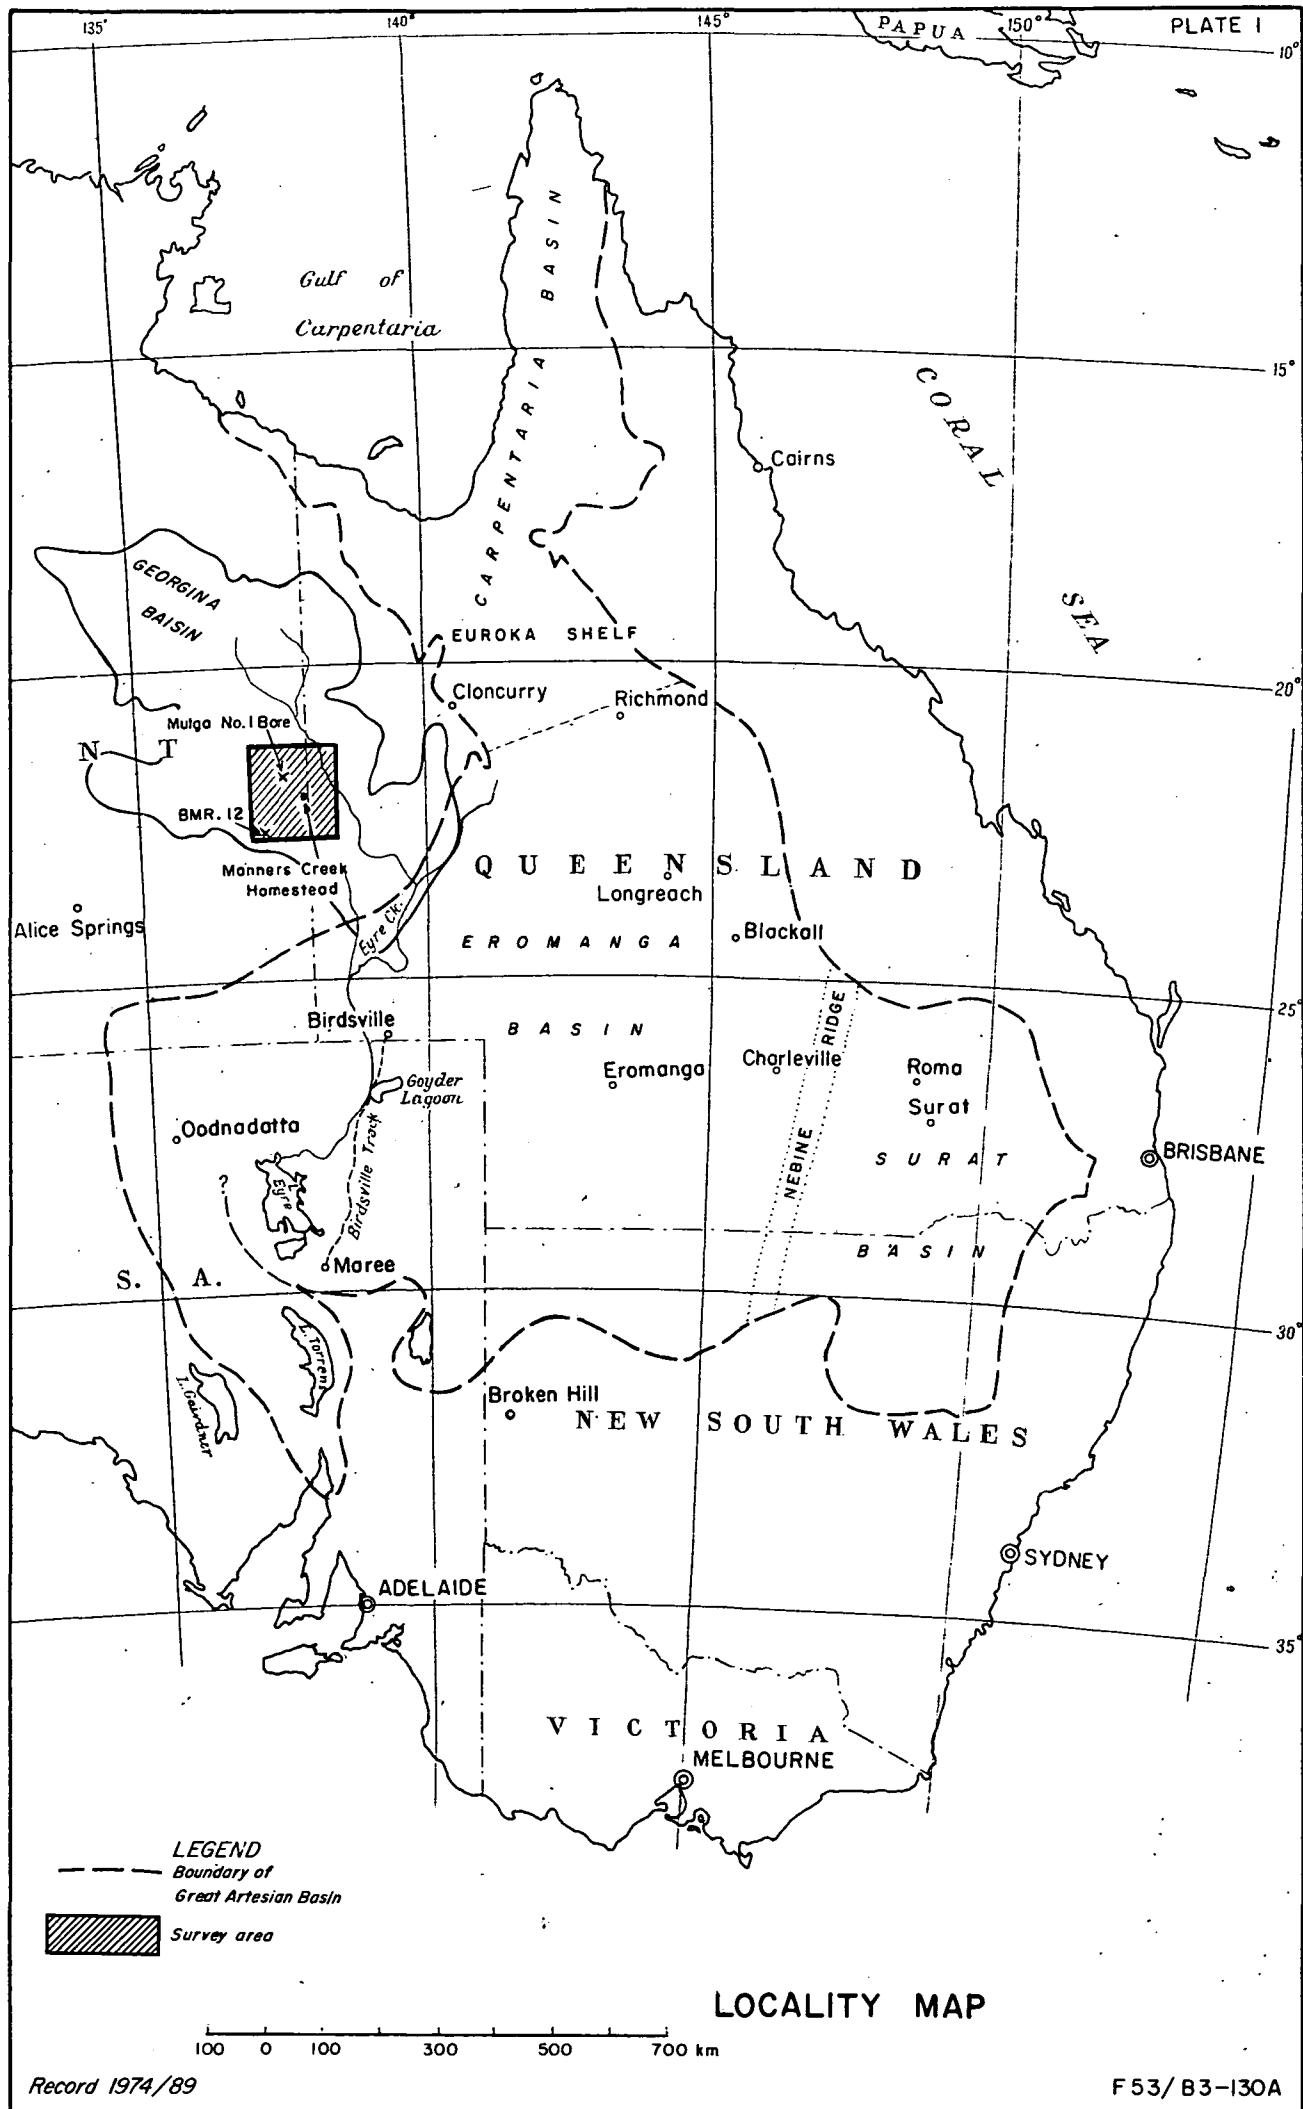 135°
140°
145°
150°
PLATE 1
PAPUA
10°
Gulf of
Carpentaria
CARPENTARIA BASIN
15°
CORAL SEA
Cairns
GEORGINA
BAISIN
EUROKA SHELF
Cloncurry
Richmond
20°
Mulga No. 1 Bore
N T
BMR. 12
Manners Creek
Homestead
QUEENSLAND
Longreach
Alice Springs
Eyre Ck.
EROMANGA
Blackall
25°
Birdsville
BASIN
NEBINE RIDGE
Charleville
Eromanga
Roma
Goyder
Lagoon
Surat
Oodnadatta
Birdsville Track
SURAT
BRISBANE
?
L. Eyre
BASIN
S. A.
Maree
30°
L. Torrens
L. Gairdner
Broken Hill
NEW SOUTH WALES
SYDNEY
ADELAIDE
35°
VICTORIA
MELBOURNE
LEGEND
Boundary of
Great Artesian Basin
Survey area
LOCALITY MAP
100 0 100 300 500 700 km
Record 1974/89
F 53/B3-130A